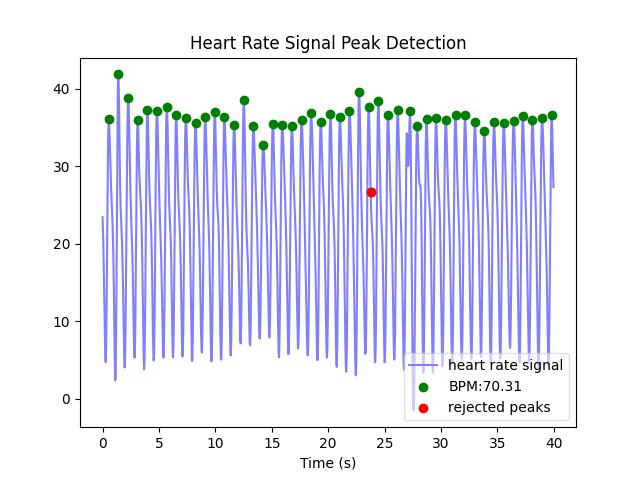 Heart Rate Signal Peak Detection
40
30
20
10
0
heart rate signal
BPM:70.31
rejected peaks
0 5 10 15 20 25 30 35 40
Time (s)